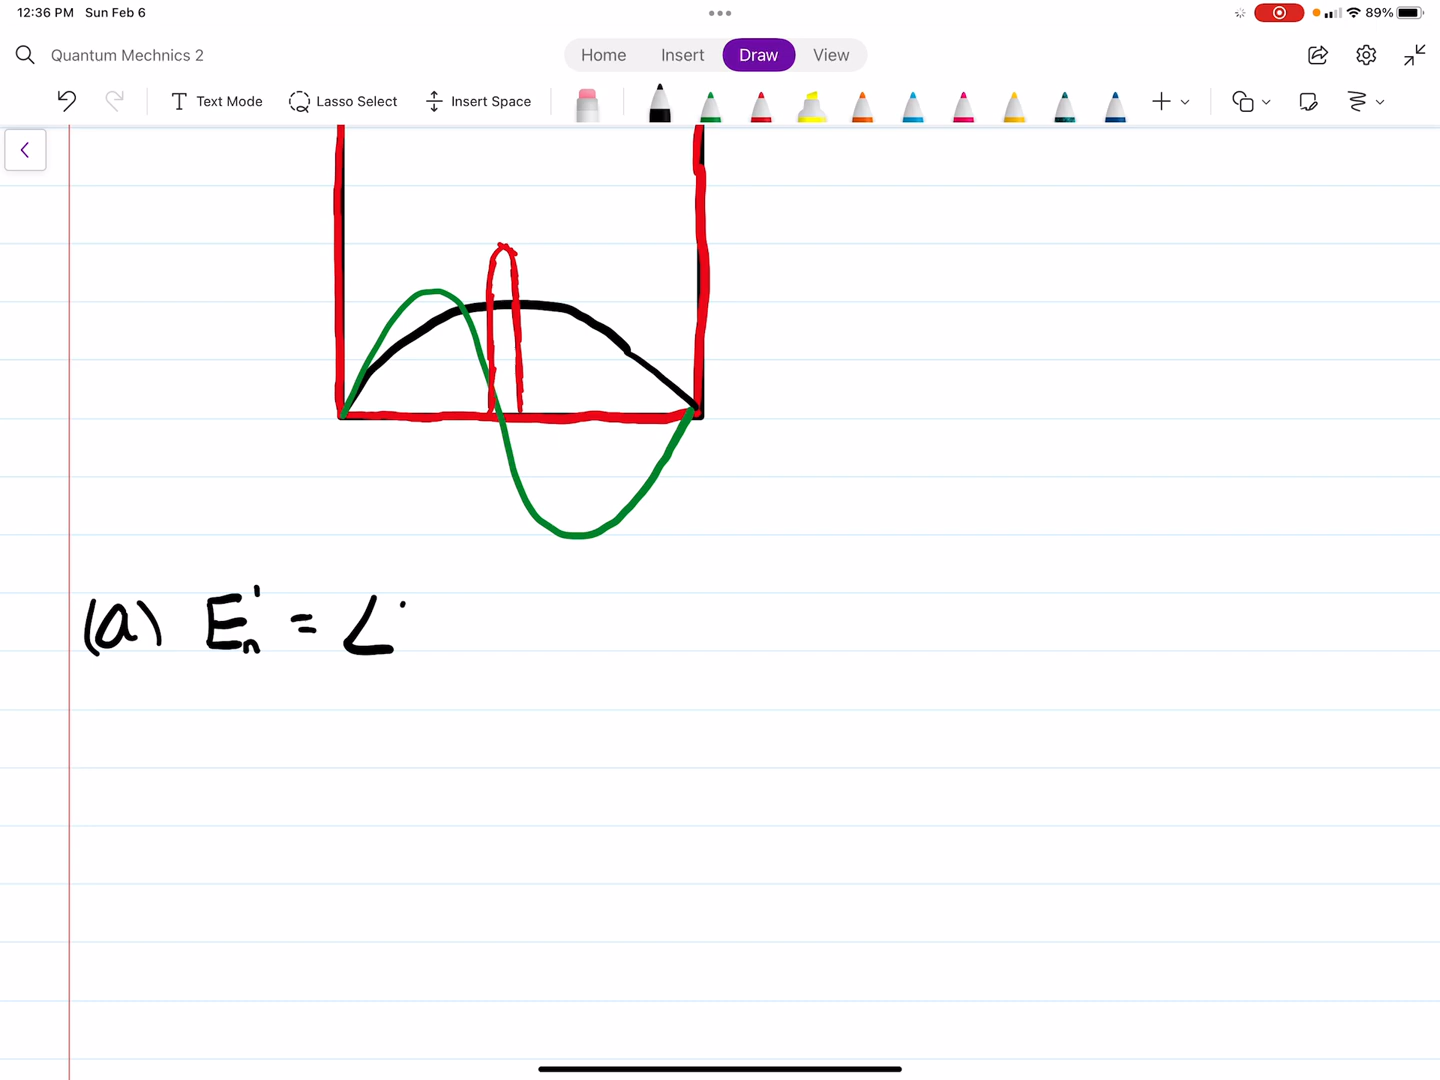 12:36 PM Sun Feb 6 89%
Quantum Mechnics 2 Home Insert Draw View
Text Mode Lasso Select Insert Space
(a) Eₙ' = ∠